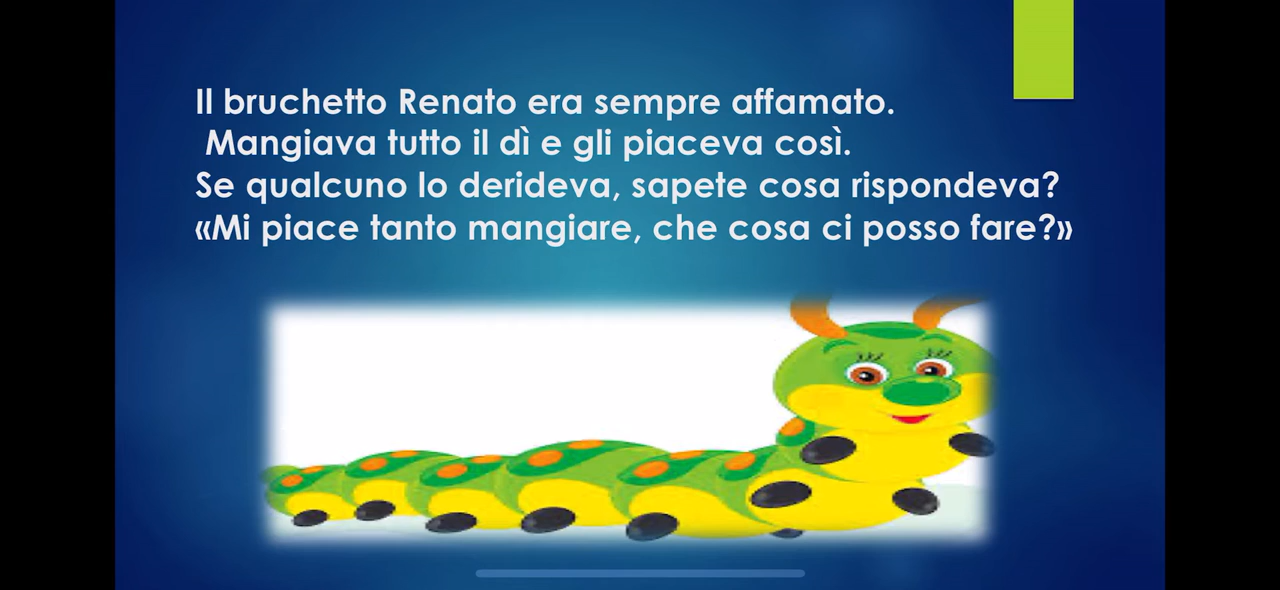 Il bruchetto Renato era sempre affamato.
Mangiava tutto il dì e gli piaceva così.
Se qualcuno lo derideva, sapete cosa rispondeva?
«Mi piace tanto mangiare, che cosa ci posso fare?»